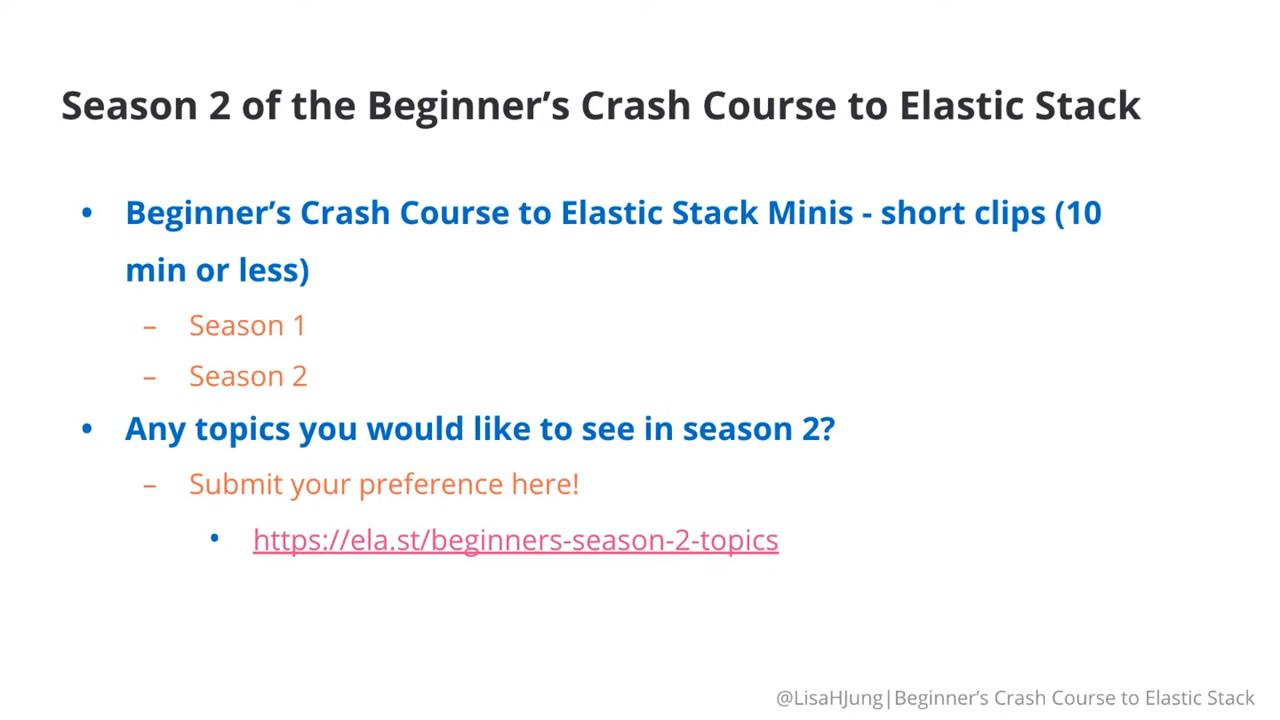 Season 2 of the Beginner’s Crash Course to Elastic Stack
• Beginner’s Crash Course to Elastic Stack Minis - short clips (10
min or less)
– Season 1
– Season 2
• Any topics you would like to see in season 2?
– Submit your preference here!
• https://ela.st/beginners-season-2-topics
@LisaHJung|Beginner’s Crash Course to Elastic Stack